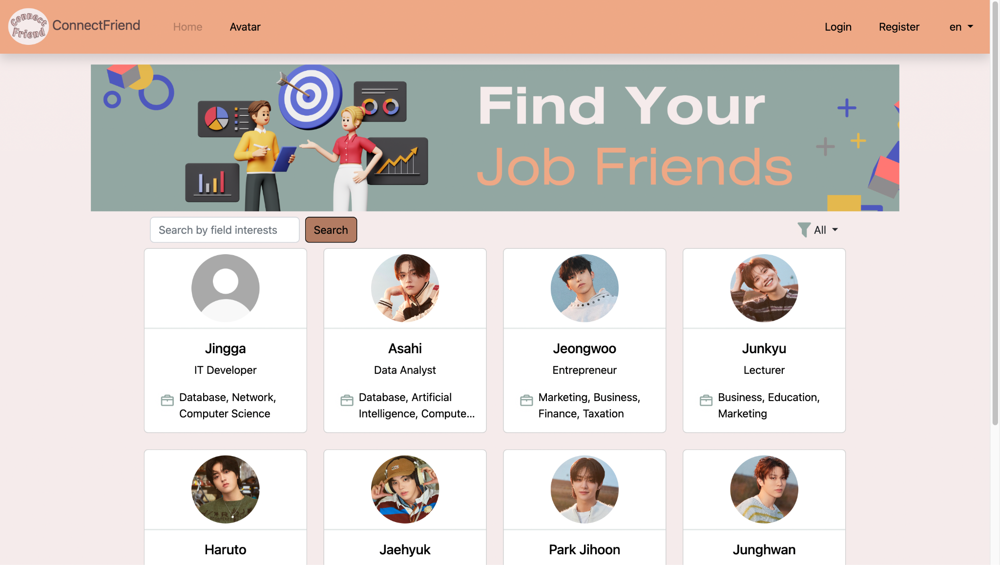 Connect
Friend
ConnectFriend
Home
Avatar
Login
Register
en
Find Your
Job Friends
Search by field interests
Search
All
Jingga
IT Developer
Database, Network,
Computer Science
Asahi
Data Analyst
Database, Artificial
Intelligence, Compute...
Jeongwoo
Entrepreneur
Marketing, Business,
Finance, Taxation
Junkyu
Lecturer
Business, Education,
Marketing
Haruto
Jaehyuk
Park Jihoon
Junghwan